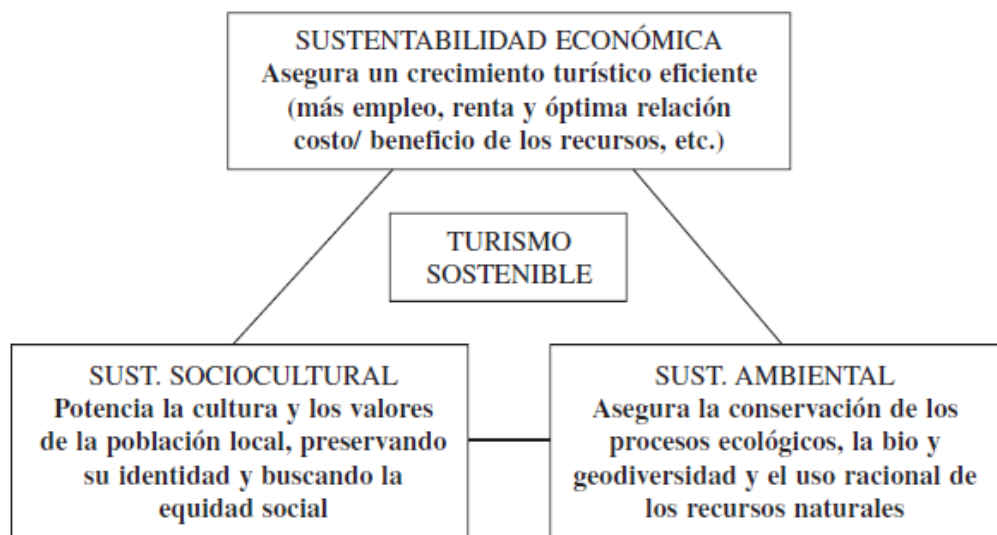 SUSTENTABILIDAD ECONÓMICA
Asegura un crecimiento turístico eficiente
(más empleo, renta y óptima relación
costo/ beneficio de los recursos, etc.)
TURISMO
SOSTENIBLE
SUST. SOCIOCULTURAL
Potencia la cultura y los valores
de la población local, preservando
su identidad y buscando la
equidad social
SUST. AMBIENTAL
Asegura la conservación de los
procesos ecológicos, la bio y
geodiversidad y el uso racional de
los recursos naturales